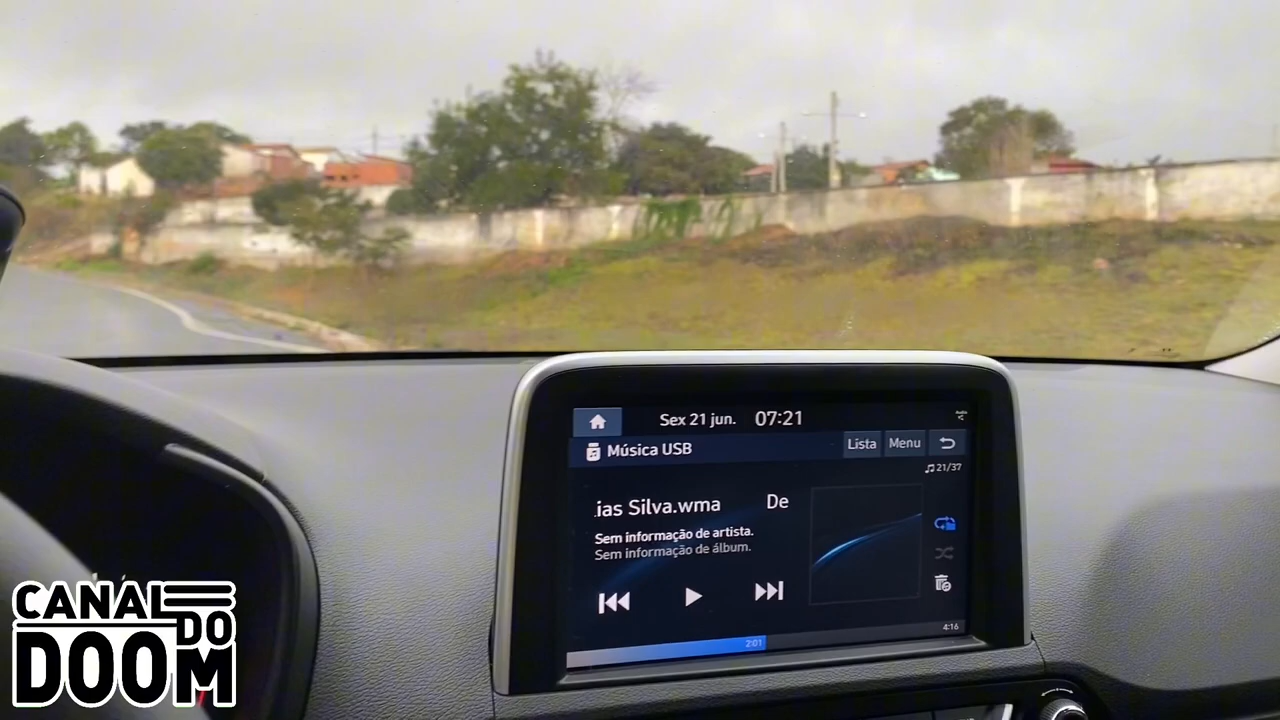 Sex 21 jun. 07:21
Música USB
Lista
Menu
21/37
.ias Silva.wma De
Sem informação de artista.
Sem informação de álbum.
2:01
4:16
CANAL
DO
DOOM